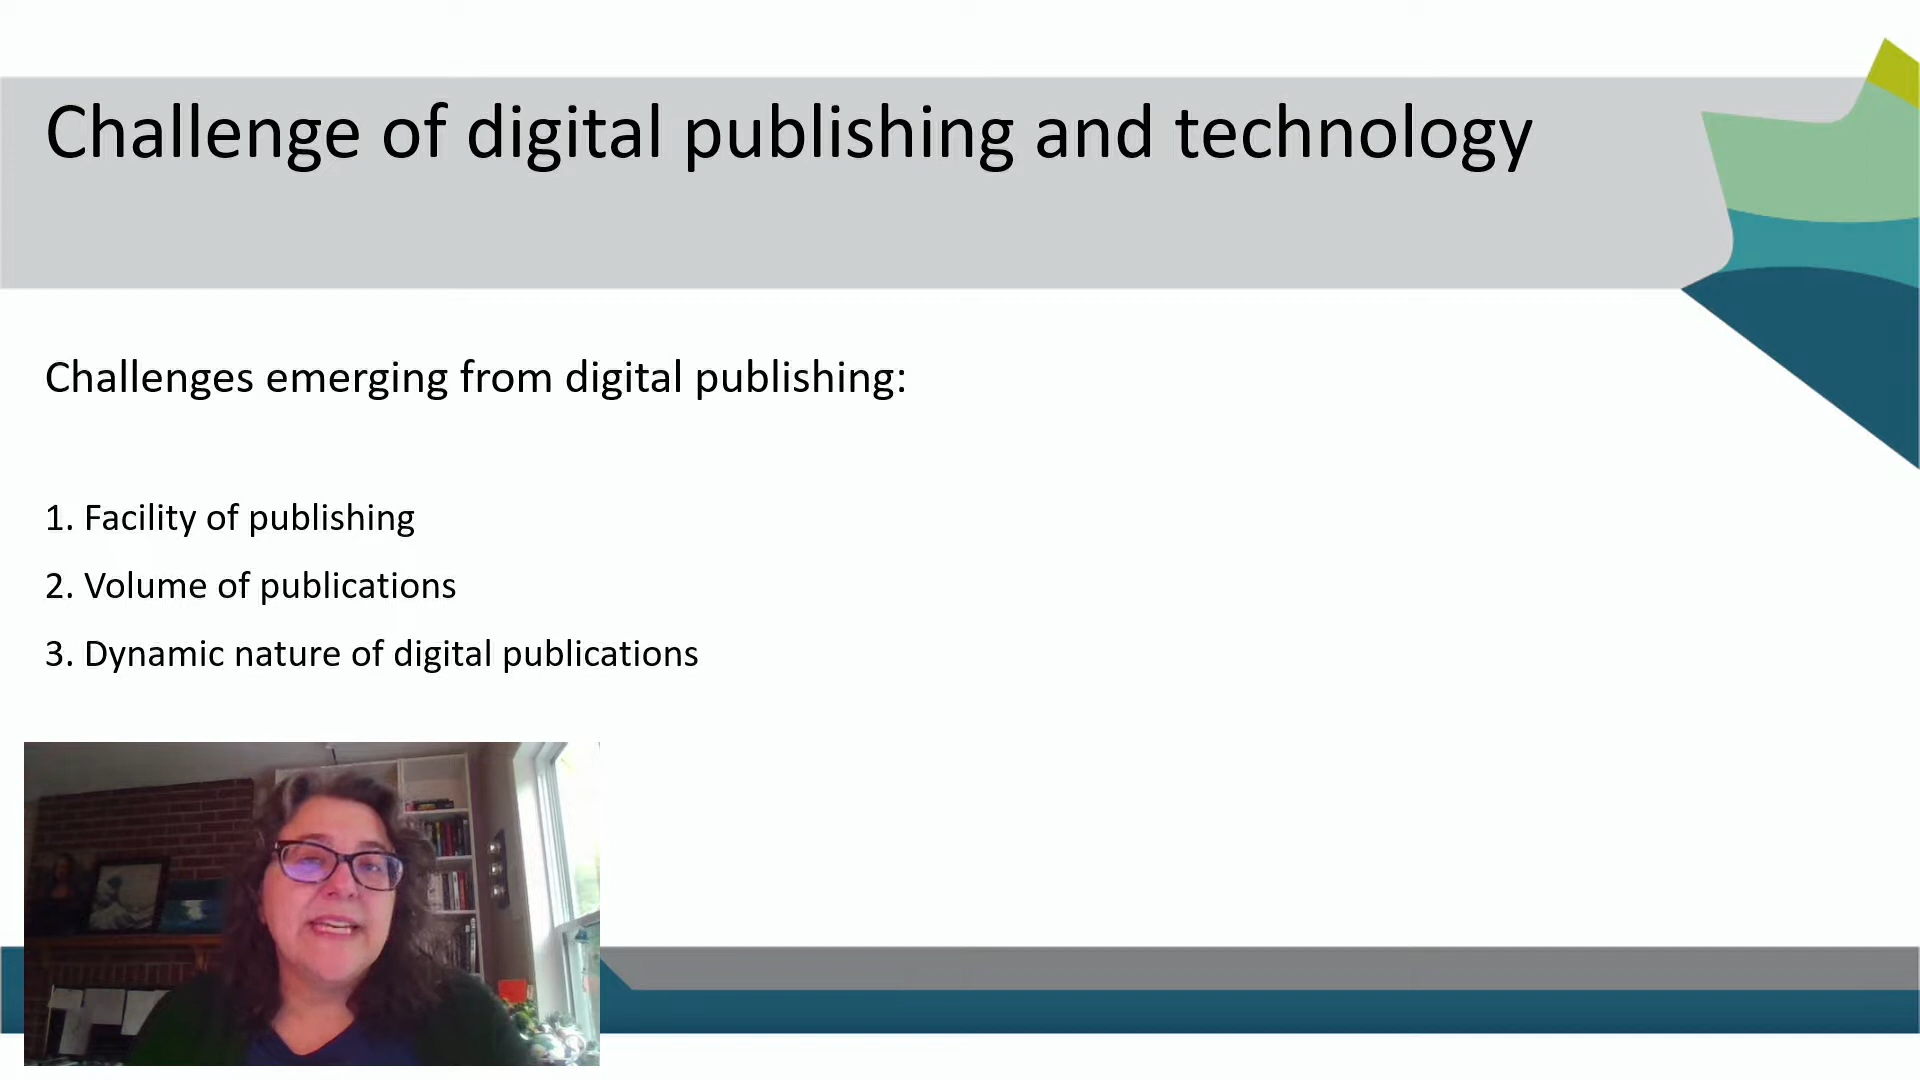 Challenge of digital publishing and technology
Challenges emerging from digital publishing:
1. Facility of publishing
2. Volume of publications
3. Dynamic nature of digital publications